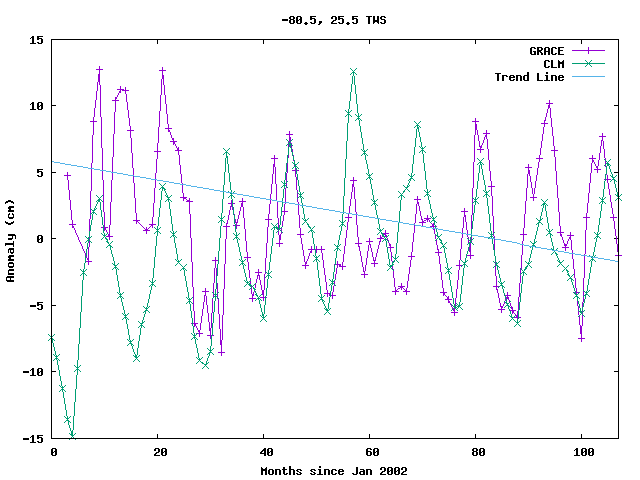 -80.5, 25.5 TWS
GRACE
CLM
Trend Line
15
10
5
0
-5
-10
-15
Anomaly (cm)
0 20 40 60 80 100
Months since Jan 2002